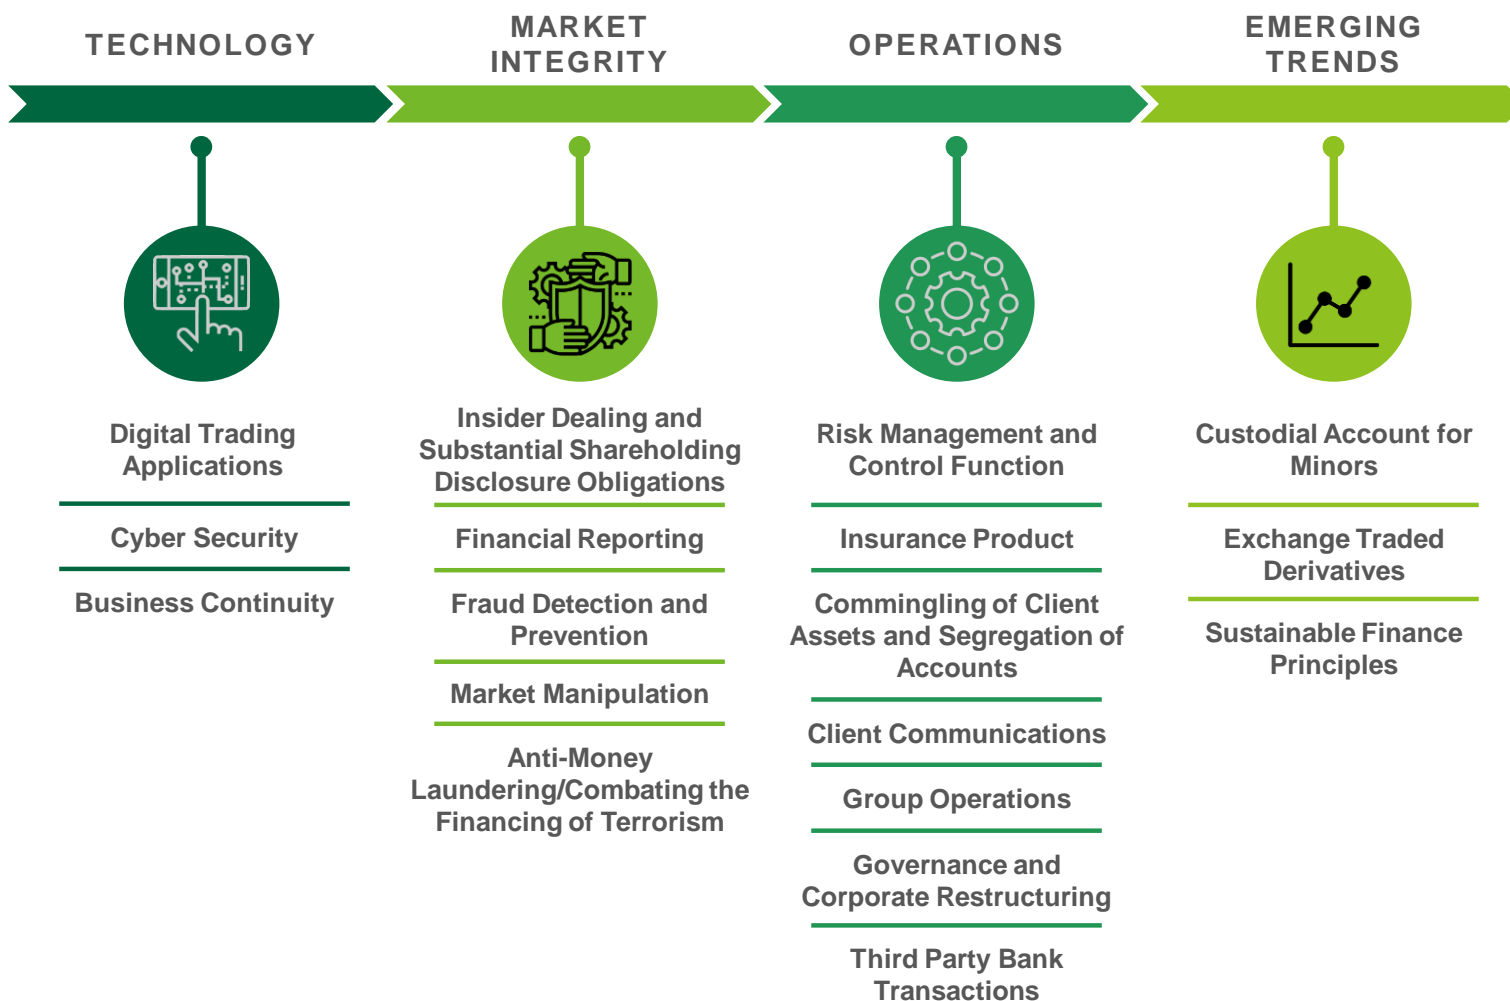 TECHNOLOGY
MARKET
INTEGRITY
OPERATIONS
EMERGING
TRENDS
Digital Trading
Applications
Cyber Security
Business Continuity
Insider Dealing and
Substantial Shareholding
Disclosure Obligations
Financial Reporting
Fraud Detection and
Prevention
Market Manipulation
Anti-Money
Laundering/Combating the
Financing of Terrorism
Risk Management and
Control Function
Insurance Product
Commingling of Client
Assets and Segregation of
Accounts
Client Communications
Group Operations
Governance and
Corporate Restructuring
Third Party Bank
Transactions
Custodial Account for
Minors
Exchange Traded
Derivatives
Sustainable Finance
Principles